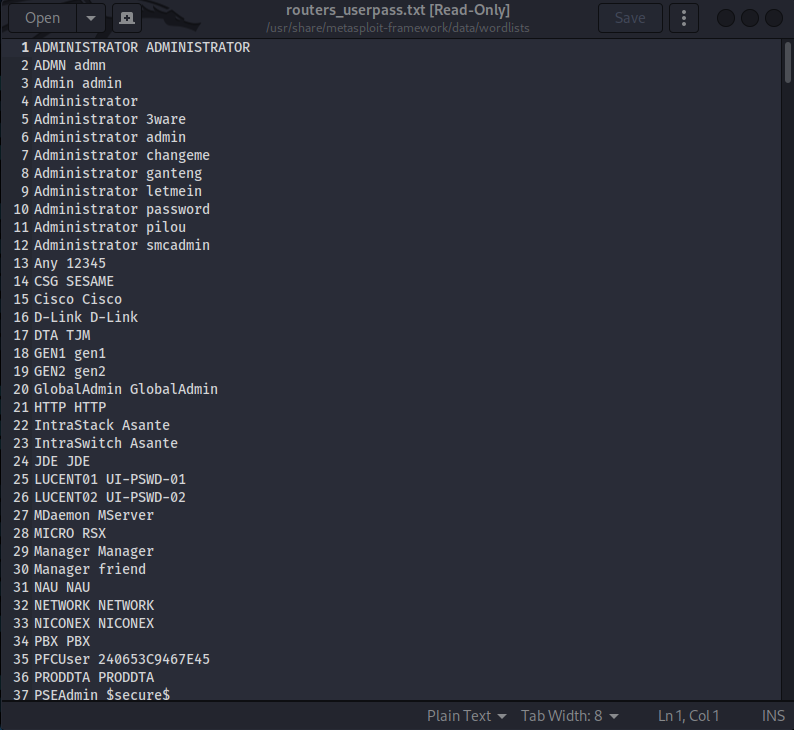 Open
routers_userpass.txt [Read-Only]
/usr/share/metasploit-framework/data/wordlists
Save
1 ADMINISTRATOR ADMINISTRATOR
2 ADMN admn
3 Admin admin
4 Administrator
5 Administrator 3ware
6 Administrator admin
7 Administrator changeme
8 Administrator ganteng
9 Administrator letmein
10 Administrator password
11 Administrator pilou
12 Administrator smcadmin
13 Any 12345
14 CSG SESAME
15 Cisco Cisco
16 D-Link D-Link
17 DTA TJM
18 GEN1 gen1
19 GEN2 gen2
20 GlobalAdmin GlobalAdmin
21 HTTP HTTP
22 IntraStack Asante
23 IntraSwitch Asante
24 JDE JDE
25 LUCENT01 UI-PSWD-01
26 LUCENT02 UI-PSWD-02
27 MDaemon MServer
28 MICRO RSX
29 Manager Manager
30 Manager friend
31 NAU NAU
32 NETWORK NETWORK
33 NICONEX NICONEX
34 PBX PBX
35 PFCUser 240653C9467E45
36 PRODDTA PRODDTA
37 PSEAdmin $secure$
Plain Text Tab Width: 8 Ln 1, Col 1 INS